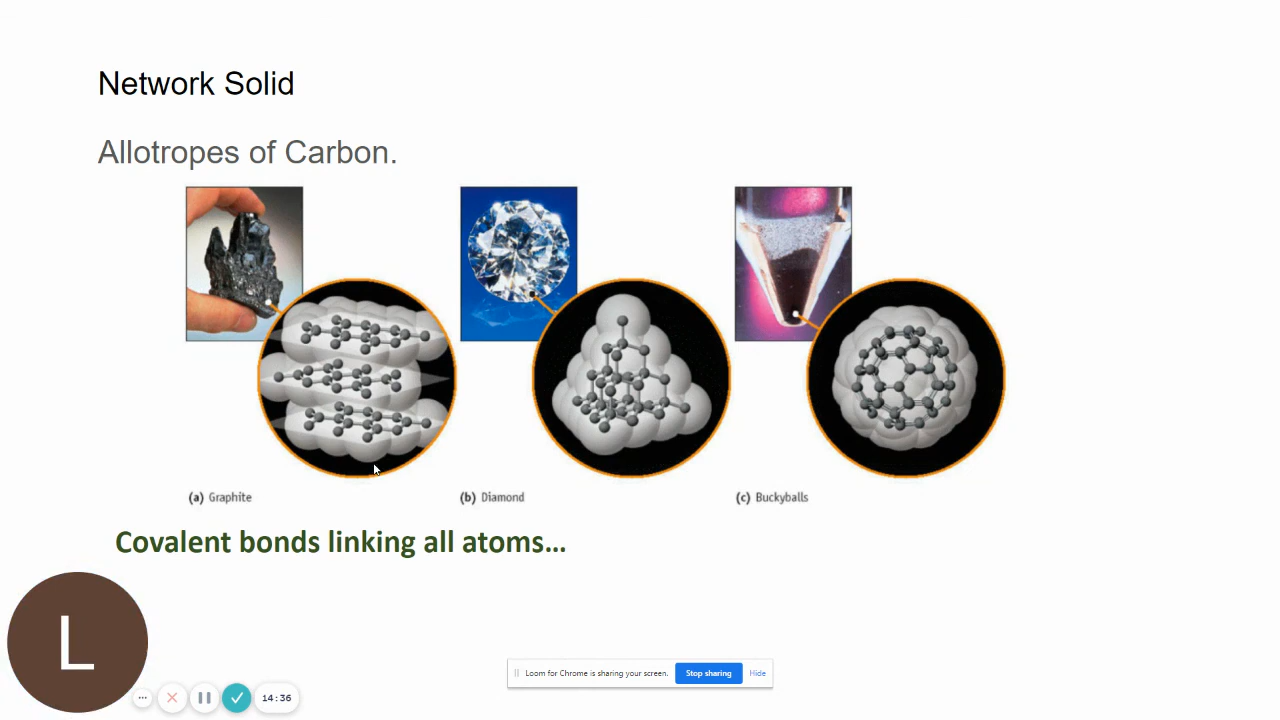 Network Solid
Allotropes of Carbon.
(a) Graphite
(b) Diamond
(c) Buckyballs
Covalent bonds linking all atoms...
L
Loom for Chrome is sharing your screen.
Stop sharing
Hide
14:36